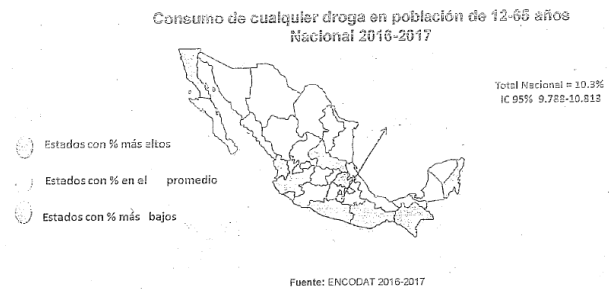 Consumo de cualquier droga en población de 12-65 años
Nacional 2016-2017
Total Nacional = 10.3%
IC 95% 9.788-10.813
Estados con % más altos
Estados con % en el promedio
Estados con % más bajos
Fuente: ENCODAT 2016-2017